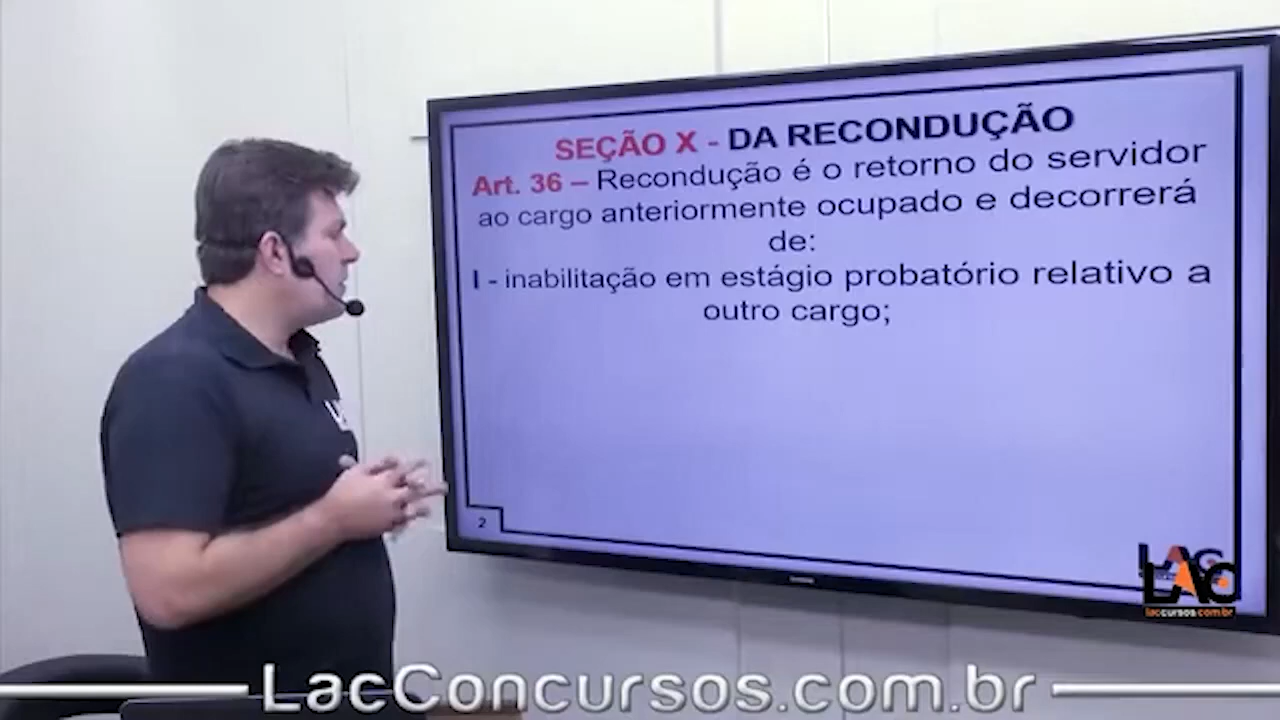 SEÇÃO X - DA RECONDUÇÃO
Art. 36 – Recondução é o retorno do servidor
ao cargo anteriormente ocupado e decorrerá
de:
I - inabilitação em estágio probatório relativo a
outro cargo;
2
LAC
LAC
laccursos.com.br
LacConcursos.com.br